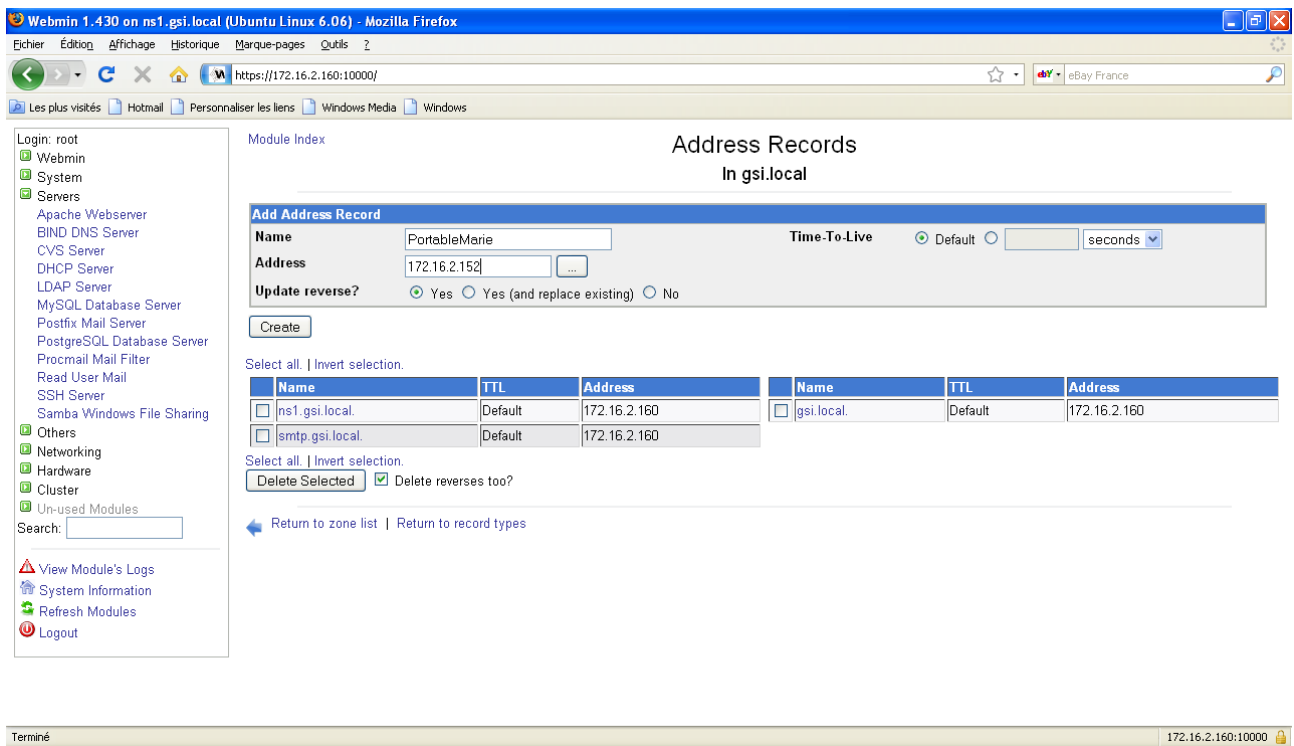 Webmin 1.430 on ns1.gsi.local (Ubuntu Linux 6.06) - Mozilla Firefox
Fichier Édition Affichage Historique Marque-pages Outils ?
https://172.16.2.160:10000/ eBay France
Les plus visités Hotmail Personnaliser les liens Windows Media Windows
Login: root
Webmin
System
Servers
Apache Webserver
BIND DNS Server
CVS Server
DHCP Server
LDAP Server
MySQL Database Server
Postfix Mail Server
PostgreSQL Database Server
Procmail Mail Filter
Read User Mail
SSH Server
Samba Windows File Sharing
Others
Networking
Hardware
Cluster
Un-used Modules
Search:
View Module's Logs
System Information
Refresh Modules
Logout
Module Index
Address Records
In gsi.local
Add Address Record
Name PortableMarie Time-To-Live Default seconds
Address 172.16.2.152 ...
Update reverse? Yes Yes (and replace existing) No
Create
Select all. | Invert selection.
Name TTL Address Name TTL Address
ns1.gsi.local. Default 172.16.2.160 gsi.local. Default 172.16.2.160
smtp.gsi.local. Default 172.16.2.160
Select all. | Invert selection.
Delete Selected Delete reverses too?
Return to zone list | Return to record types
Terminé 172.16.2.160:10000